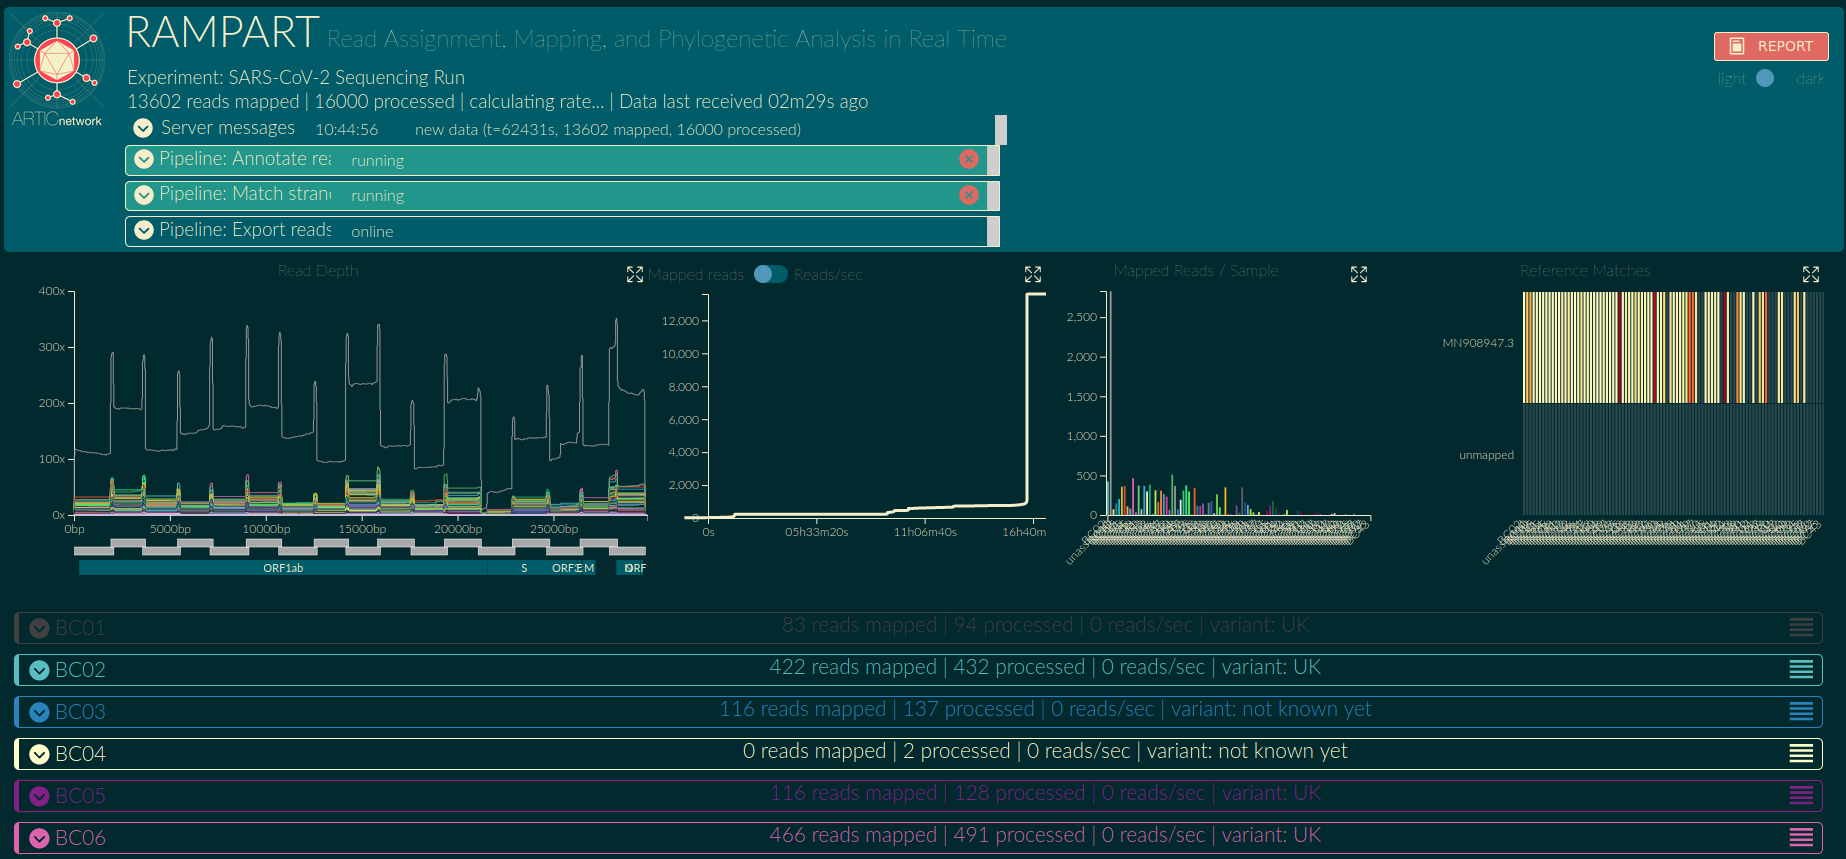 RAMPART Read Assignment, Mapping, and Phylogenetic Analysis in Real Time
REPORT
light dark
Experiment: SARS-CoV-2 Sequencing Run
13602 reads mapped | 16000 processed | calculating rate... | Data last received 02m29s ago
ARTICnetwork
Server messages 10:44:56 new data (t=62431s, 13602 mapped, 16000 processed)
Pipeline: Annotate rea running
Pipeline: Match stran running
Pipeline: Export reads online
Read Depth
400x
300x
200x
100x
0x
0bp 5000bp 10000bp 15000bp 20000bp 25000bp
ORF1ab S ORF3 E M N ORF
Mapped reads Reads/sec
12,000
10,000
8,000
6,000
4,000
2,000
0
0s 05h33m20s 11h06m40s 16h40m
Mapped Reads / Sample
2,500
2,000
1,500
1,000
500
0
Reference Matches
MN908947.3
unmapped
BC01 83 reads mapped | 94 processed | 0 reads/sec | variant: UK
BC02 422 reads mapped | 432 processed | 0 reads/sec | variant: UK
BC03 116 reads mapped | 137 processed | 0 reads/sec | variant: not known yet
BC04 0 reads mapped | 2 processed | 0 reads/sec | variant: not known yet
BC05 116 reads mapped | 128 processed | 0 reads/sec | variant: UK
BC06 466 reads mapped | 491 processed | 0 reads/sec | variant: UK